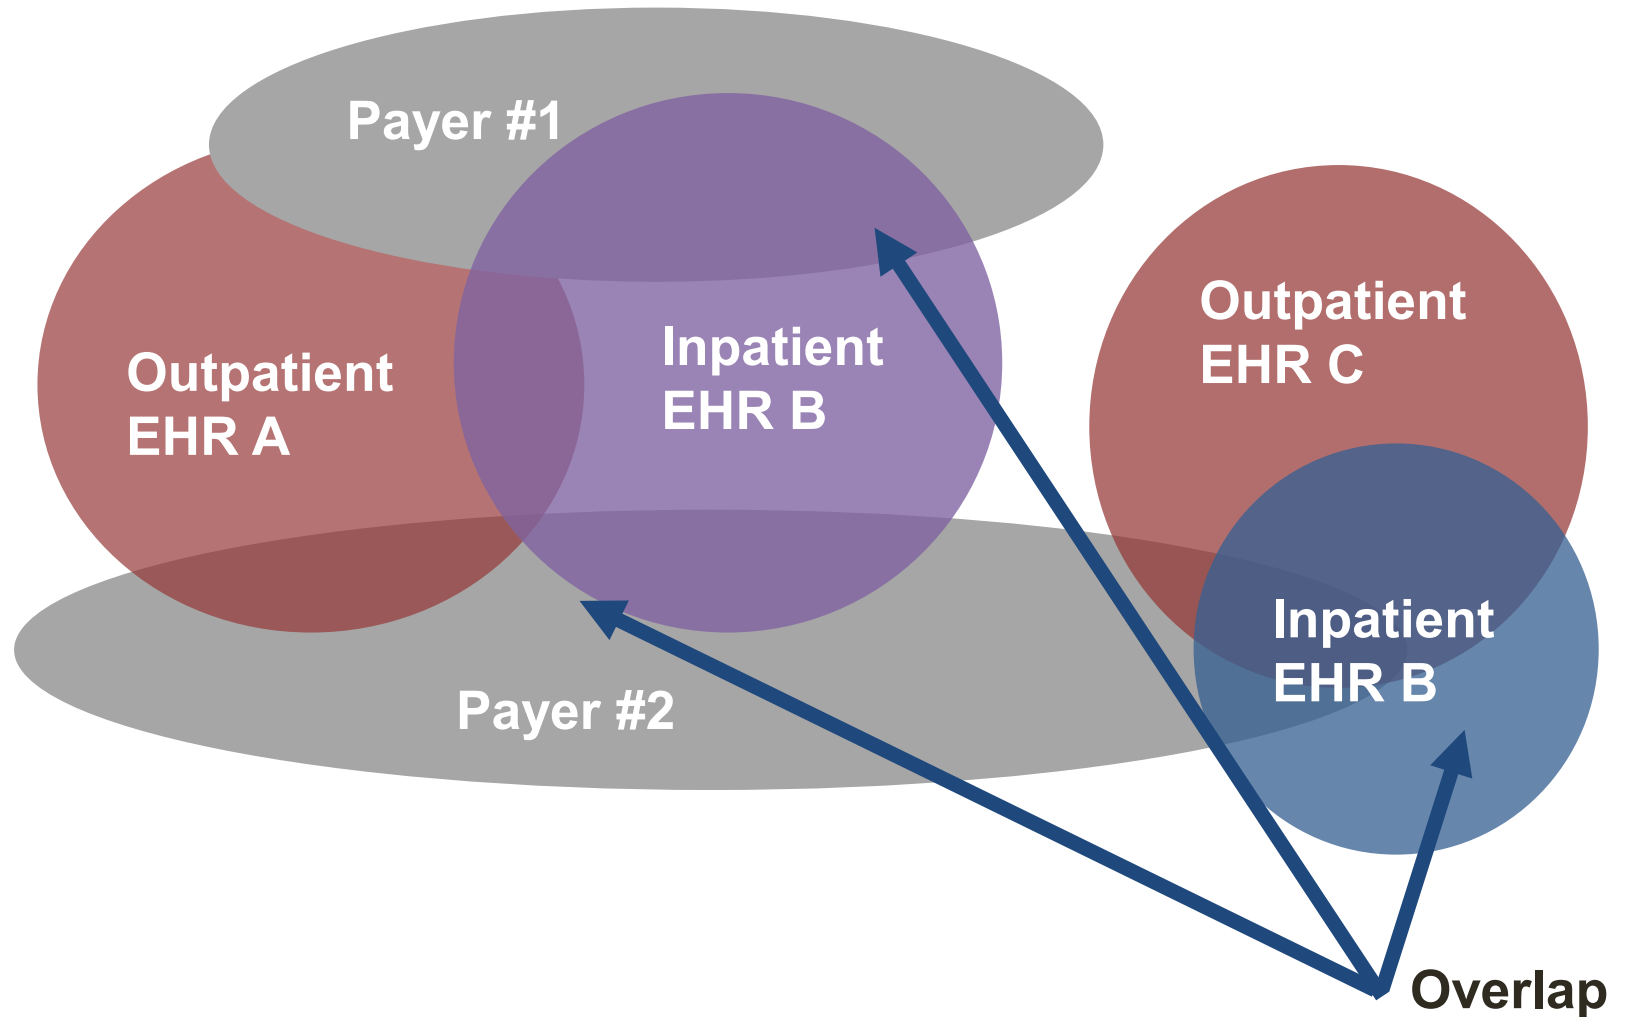 Payer #1
Outpatient
EHR A
Inpatient
EHR B
Outpatient
EHR C
Inpatient
EHR B
Payer #2
Overlap